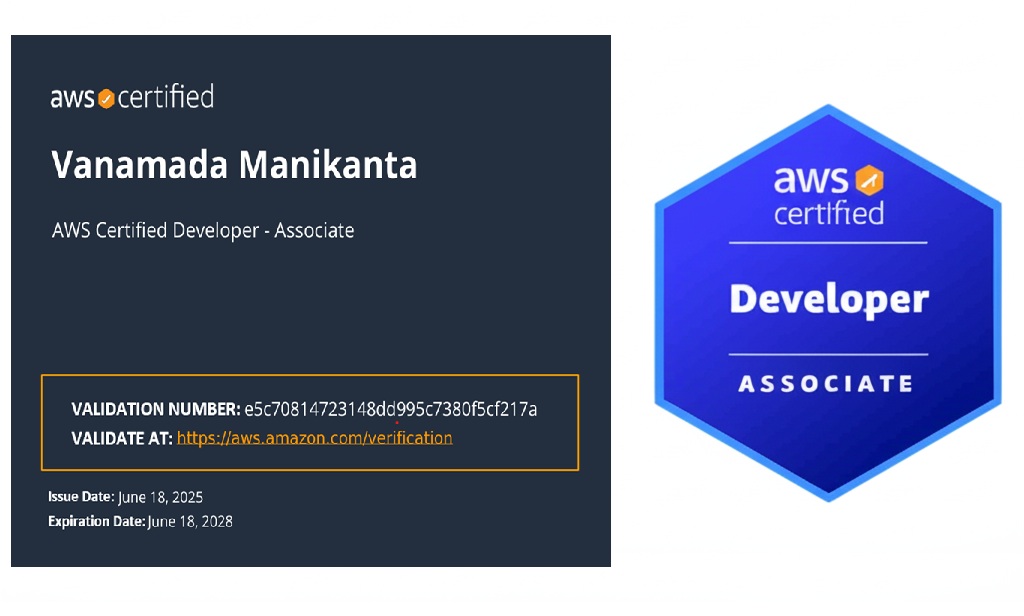 aws certified
Vanamada Manikanta
AWS Certified Developer - Associate
VALIDATION NUMBER: e5c70814723148dd995c7380f5cf217a
VALIDATE AT: https://aws.amazon.com/verification
Issue Date: June 18, 2025
Expiration Date: June 18, 2028
aws
certified
Developer
ASSOCIATE